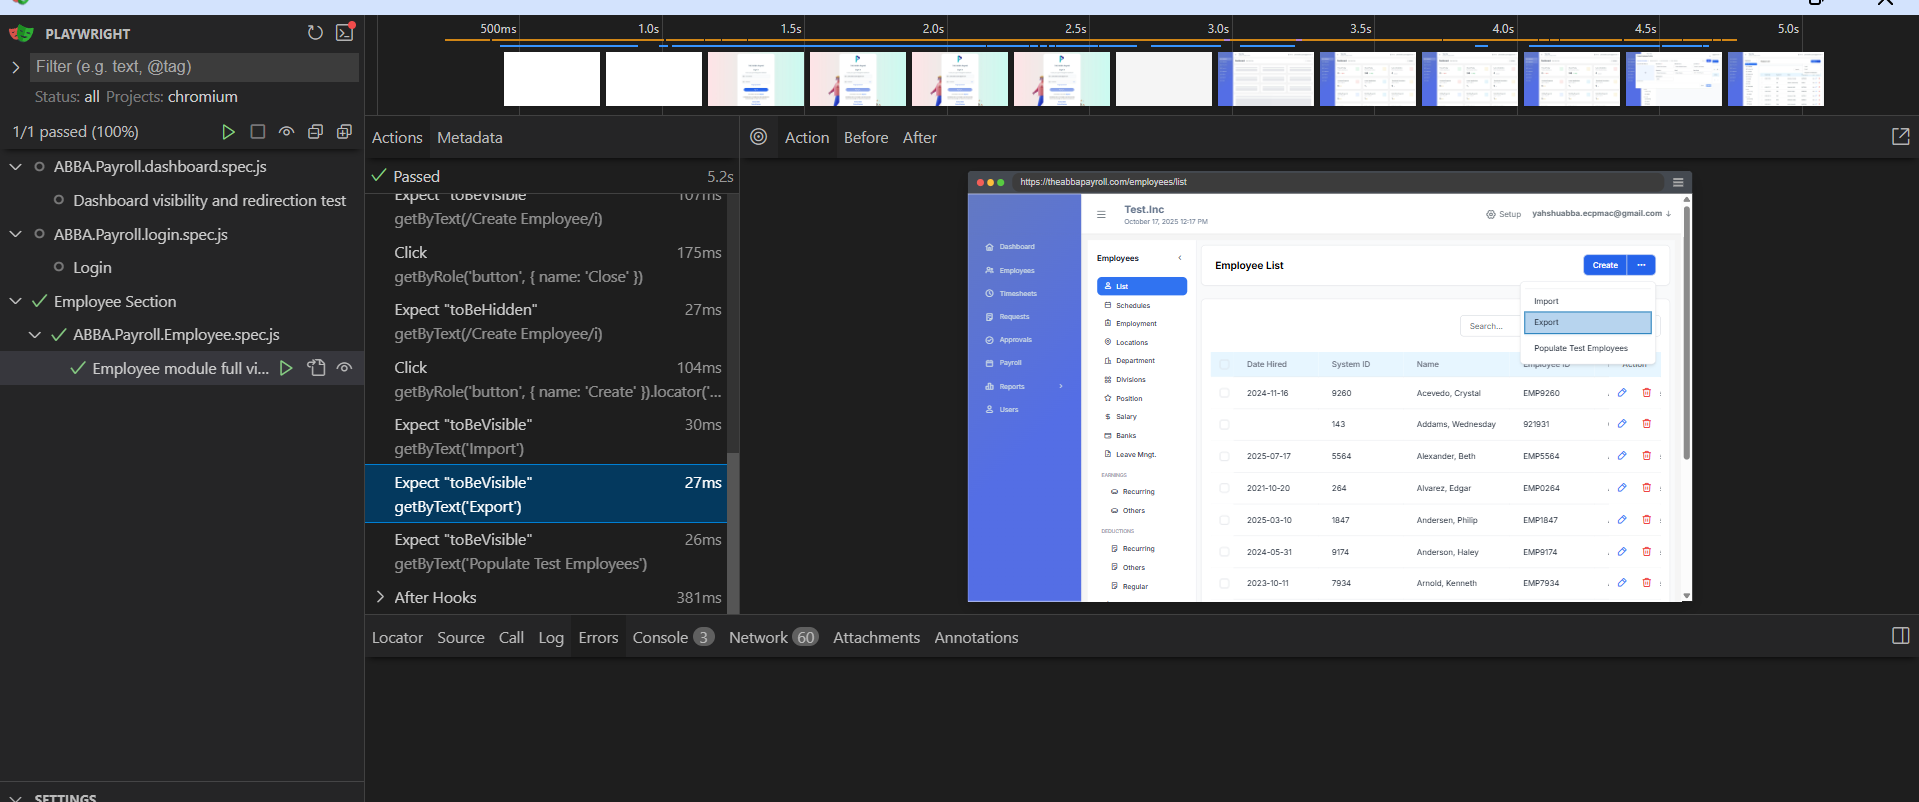 PLAYWRIGHT
Filter (e.g. text, @tag)
Status: all Projects: chromium
1/1 passed (100%)
ABBA.Payroll.dashboard.spec.js
Dashboard visibility and redirection test
ABBA.Payroll.login.spec.js
Login
Employee Section
ABBA.Payroll.Employee.spec.js
Employee module full vi...
SETTINGS
500ms 1.0s 1.5s 2.0s 2.5s 3.0s 3.5s 4.0s 4.5s 5.0s
Actions Metadata
Passed 5.2s
Expect "toBeVisible" 107ms
getByText(/Create Employee/i)
Click 175ms
getByRole('button', { name: 'Close' })
Expect "toBeHidden" 27ms
getByText(/Create Employee/i)
Click 104ms
getByRole('button', { name: 'Create' }).locator('...
Expect "toBeVisible" 30ms
getByText('Import')
Expect "toBeVisible" 27ms
getByText('Export')
Expect "toBeVisible" 26ms
getByText('Populate Test Employees')
After Hooks 381ms
Action Before After
https://theabbapayroll.com/employees/list
Test.Inc
October 17, 2025 12:17 PM
Setup yahshuabba.ecpmac@gmail.com
Dashboard
Employees
Timesheets
Requests
Approvals
Payroll
Reports
Users
Employees
List
Schedules
Employment
Locations
Department
Divisions
Position
Salary
Banks
Leave Mngt.
EARNINGS
Recurring
Others
DEDUCTIONS
Recurring
Others
Regular
Employee List
Create ...
Import
Export
Populate Test Employees
Search...
Date Hired System ID Name Employee ID Action
2024-11-16 9260 Acevedo, Crystal EMP9260
143 Addams, Wednesday 921931
2025-07-17 5564 Alexander, Beth EMP5564
2021-10-20 264 Alvarez, Edgar EMP0264
2025-03-10 1847 Andersen, Philip EMP1847
2024-05-31 9174 Anderson, Haley EMP9174
2023-10-11 7934 Arnold, Kenneth EMP7934
Locator Source Call Log Errors Console 3 Network 60 Attachments Annotations